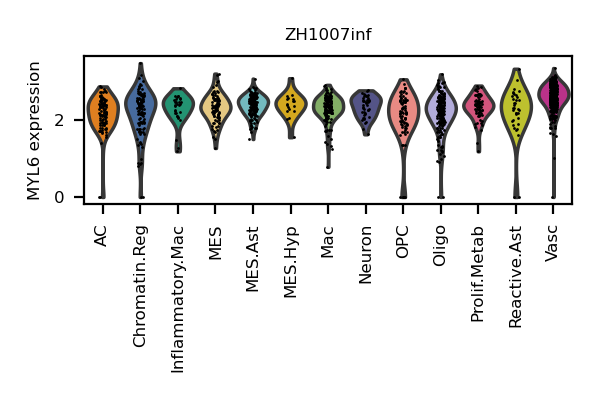 ZH1007inf
MYL6 expression
2
0
AC
Chromatin.Reg
Inflammatory.Mac
MES
MES.Ast
MES.Hyp
Mac
Neuron
OPC
Oligo
Prolif.Metab
Reactive.Ast
Vasc